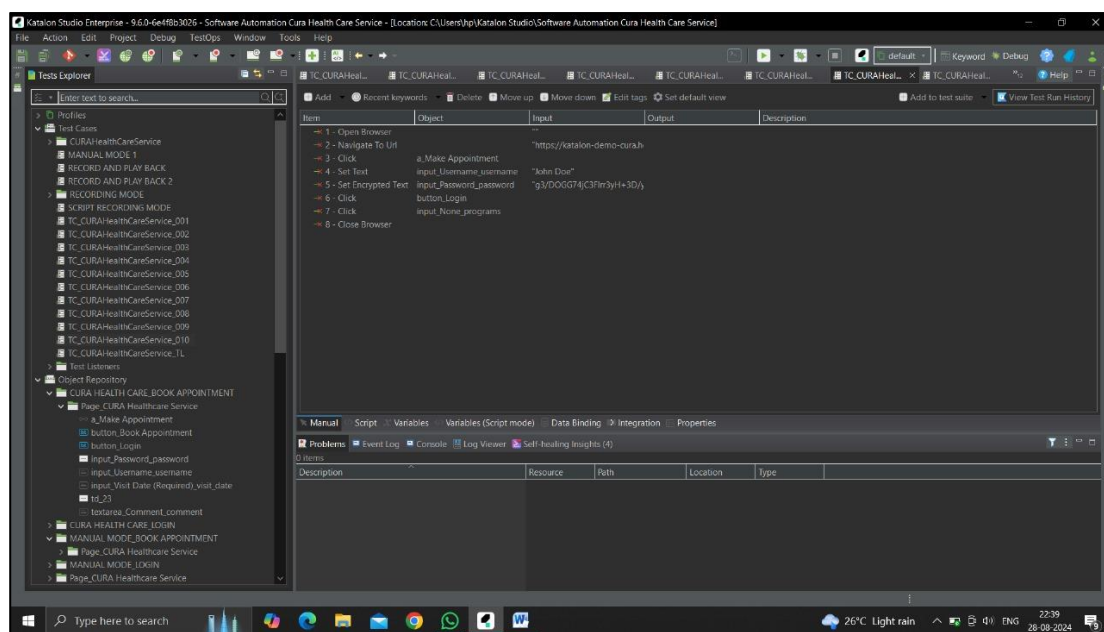 Katalon Studio Enterprise - 9.6.0-6e4f8b3026 - Software Automation Cura Health Care Service - [Location: C:\Users\hp\Katalon Studio\Software Automation Cura Health Care Service]
File Action Edit Project Debug TestOps Window Tools Help
default Keyword Debug
Tests Explorer
TC_CURAHeal... TC_CURAHeal... TC_CURAHeal... TC_CURAHeal... TC_CURAHeal... TC_CURAHeal... TC_CURAHeal... TC_CURAHeal... Help
Enter text to search...
Add Recent keywords Delete Move up Move down Edit tags Set default view Add to test suite View Test Run History
Profiles
Test Cases
CURAHealthCareService
MANUAL MODE 1
RECORD AND PLAY BACK
RECORD AND PLAY BACK 2
RECORDING MODE
SCRIPT RECORDING MODE
TC_CURAHealthCareService_001
TC_CURAHealthCareService_002
TC_CURAHealthCareService_003
TC_CURAHealthCareService_004
TC_CURAHealthCareService_005
TC_CURAHealthCareService_006
TC_CURAHealthCareService_007
TC_CURAHealthCareService_008
TC_CURAHealthCareService_009
TC_CURAHealthCareService_010
TC_CURAHealthCareService_TL
Test Listeners
Object Repository
CURA HEALTH CARE_BOOK APPOINTMENT
Page_CURA Healthcare Service
a_Make Appointment
button_Book Appointment
button_Login
input_Password_password
input_Username_username
input_Visit Date (Required)_visit_date
td_23
textarea_Comment_comment
CURA HEALTH CARE_LOGIN
MANUAL MODE_BOOK APPOINTMENT
Page_CURA Healthcare Service
MANUAL MODE_LOGIN
Page_CURA Healthcare Service
Item Object Input Output Description
1 - Open Browser ""
2 - Navigate To Url "https://katalon-demo-cura.h
3 - Click a_Make Appointment
4 - Set Text input_Username_username "John Doe"
5 - Set Encrypted Text input_Password_password
6 - Click button_Login
7 - Click input_None_programs
8 - Close Browser
Manual Script Variables Variables (Script mode) Data Binding Integration Properties
Problems Event Log Console Log Viewer Self-healing Insights (4)
0 items
Description Resource Path Location Type
Type here to search
26°C Light rain ENG 22:39
28-08-2024